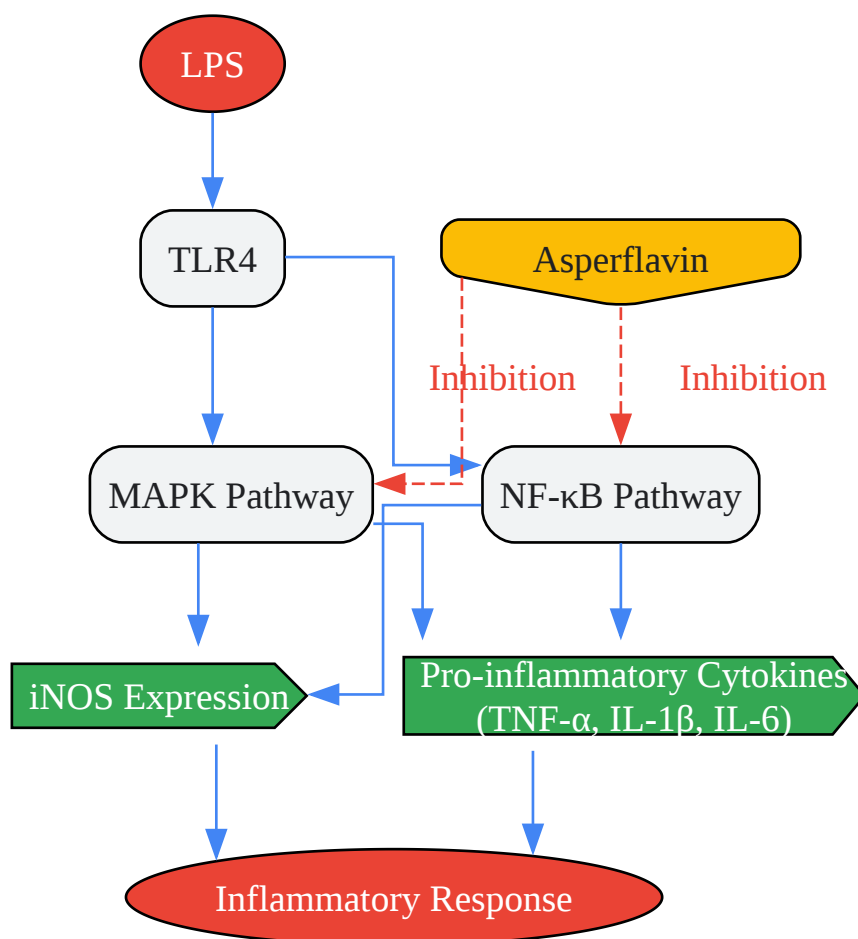 LPS
TLR4
Asperflavin
Inhibition
Inhibition
MAPK Pathway
NF-κB Pathway
iNOS Expression
Pro-inflammatory Cytokines
(TNF-α, IL-1β, IL-6)
Inflammatory Response